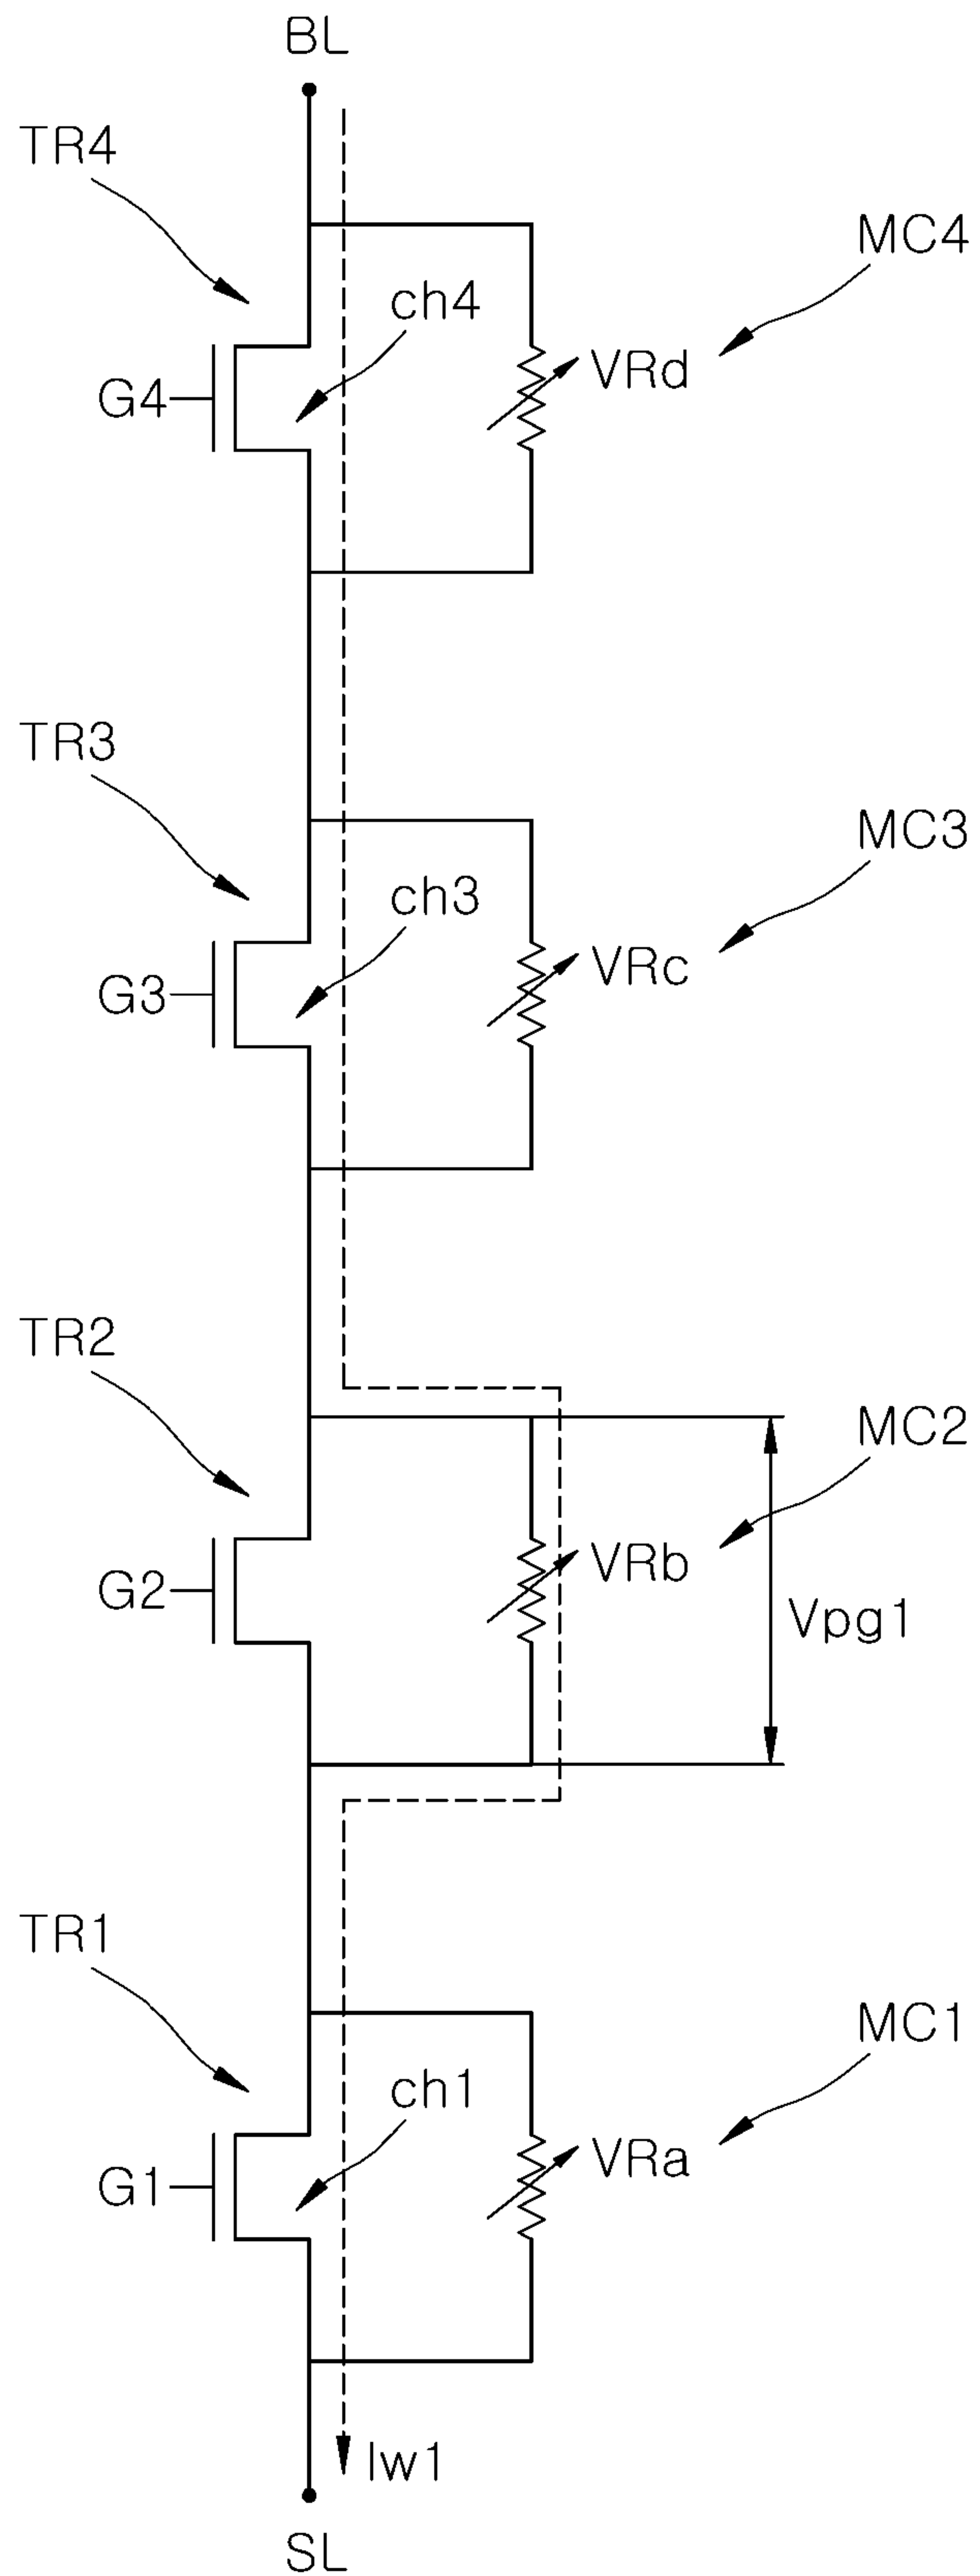 BL
TR4
MC4
ch4
VRd
G4
TR3
MC3
ch3
VRc
G3
TR2
MC2
VRb
G2
Vpg1
TR1
MC1
ch1
VRa
G1
Iw1
SL